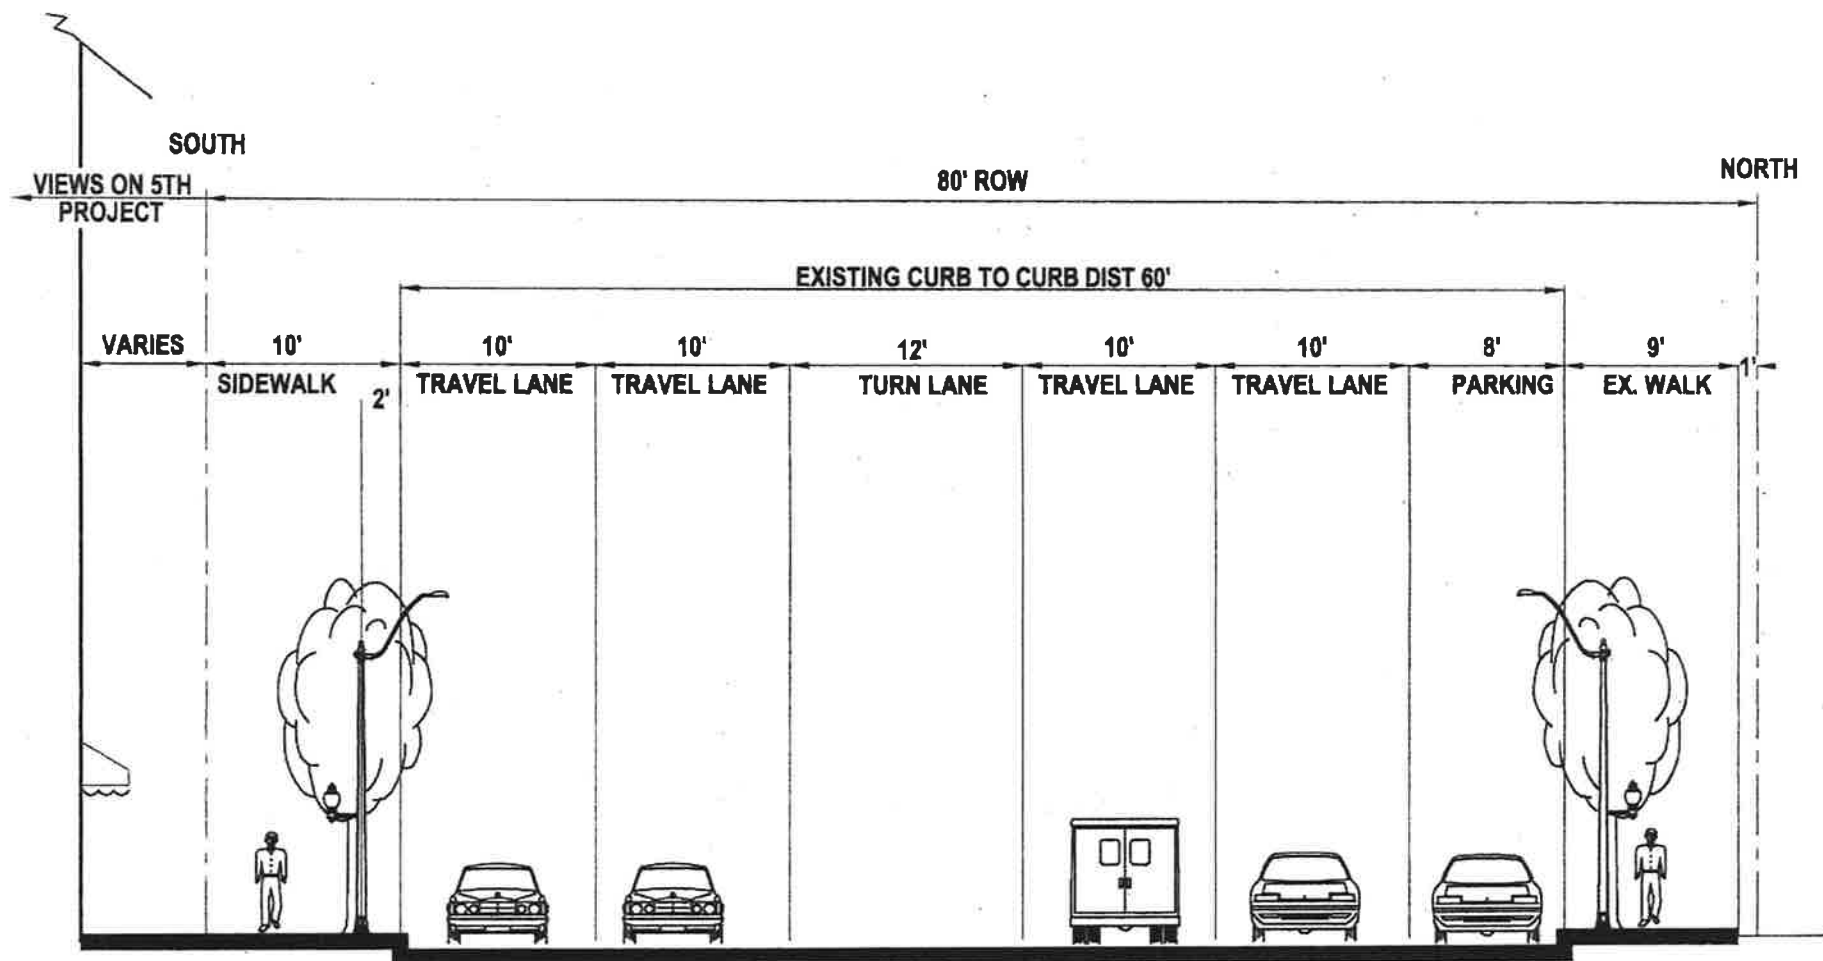 SOUTH
NORTH
VIEWS ON 5TH
PROJECT
80' ROW
EXISTING CURB TO CURB DIST 60'
VARIES
10'
10'
10'
12'
10'
10'
8'
9'
1'
SIDEWALK
2'
TRAVEL LANE
TRAVEL LANE
TURN LANE
TRAVEL LANE
TRAVEL LANE
PARKING
EX. WALK